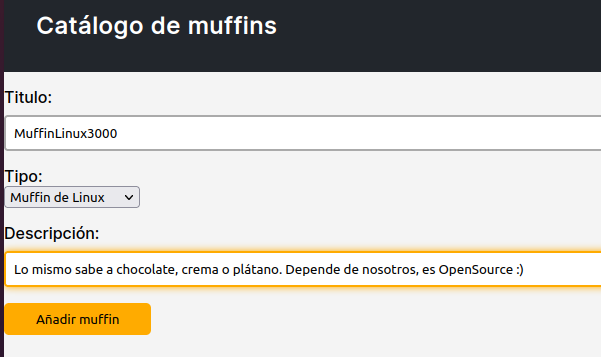 Catálogo de muffins
Titulo:
MuffinLinux3000
Tipo:
Muffin de Linux
Descripción:
Lo mismo sabe a chocolate, crema o plátano. Depende de nosotros, es OpenSource :)
Añadir muffin